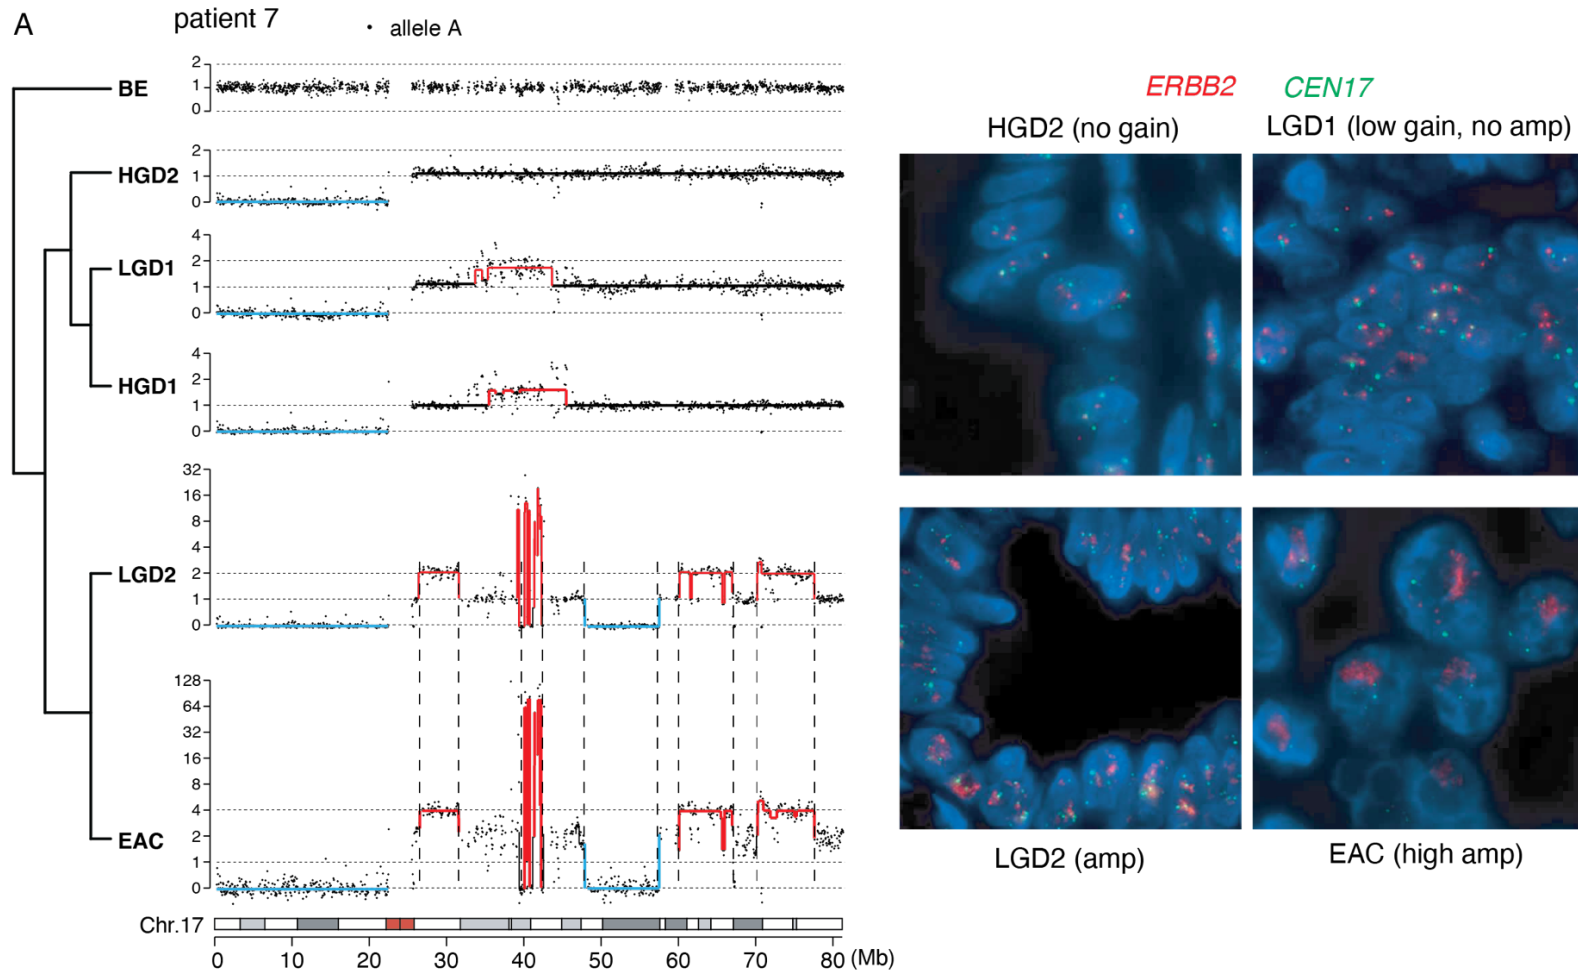 A
patient 7
• allele A
BE
2
1
0
HGD2
2
1
0
LGD1
4
2
1
0
HGD1
4
2
1
0
LGD2
32
16
8
4
2
1
0
EAC
128
64
32
16
8
4
2
1
0
Chr.17
0 10 20 30 40 50 60 70 80 (Mb)
ERBB2 CEN17
HGD2 (no gain)
LGD1 (low gain, no amp)
LGD2 (amp)
EAC (high amp)